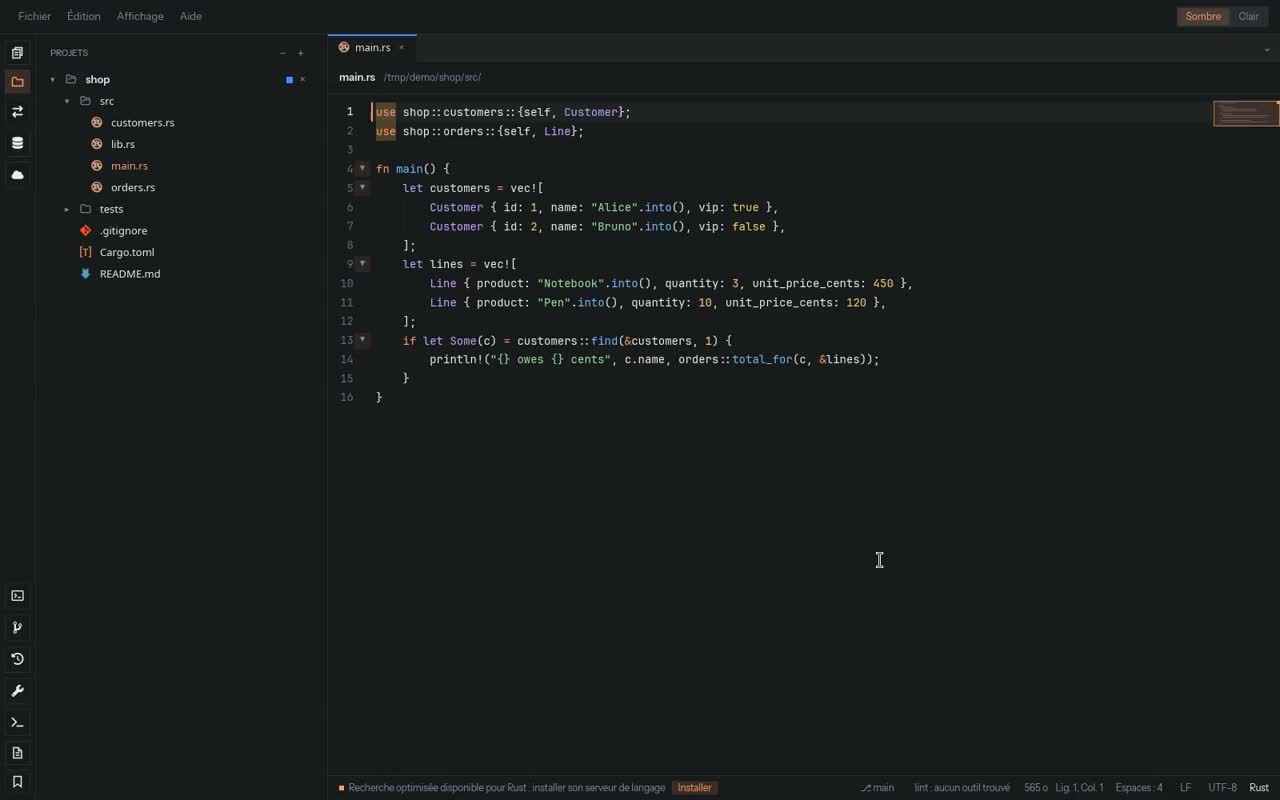 Fichier Édition Affichage Aide Sombre Clair
PROJETS − +
▾ shop ×
▾ src
customers.rs
lib.rs
main.rs
orders.rs
▸ tests
.gitignore
[T] Cargo.toml
README.md
main.rs ×
main.rs /tmp/demo/shop/src/
1 use shop::customers::{self, Customer};
2 use shop::orders::{self, Line};
3
4 fn main() {
5     let customers = vec![
6         Customer { id: 1, name: "Alice".into(), vip: true },
7         Customer { id: 2, name: "Bruno".into(), vip: false },
8     ];
9     let lines = vec![
10         Line { product: "Notebook".into(), quantity: 3, unit_price_cents: 450 },
11         Line { product: "Pen".into(), quantity: 10, unit_price_cents: 120 },
12     ];
13     if let Some(c) = customers::find(&customers, 1) {
14         println!("{} owes {} cents", c.name, orders::total_for(c, &lines));
15     }
16 }
Recherche optimisée disponible pour Rust : installer son serveur de langage Installer main lint : aucun outil trouvé 565 o Lig. 1, Col. 1 Espaces : 4 LF UTF-8 Rust